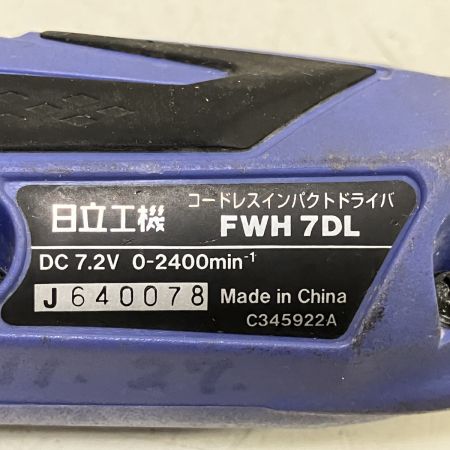 コードレスインパクトドライバ
日立工機 FWH 7DL
DC 7.2V 0-2400min-1
J 640078 Made in China
C345922A